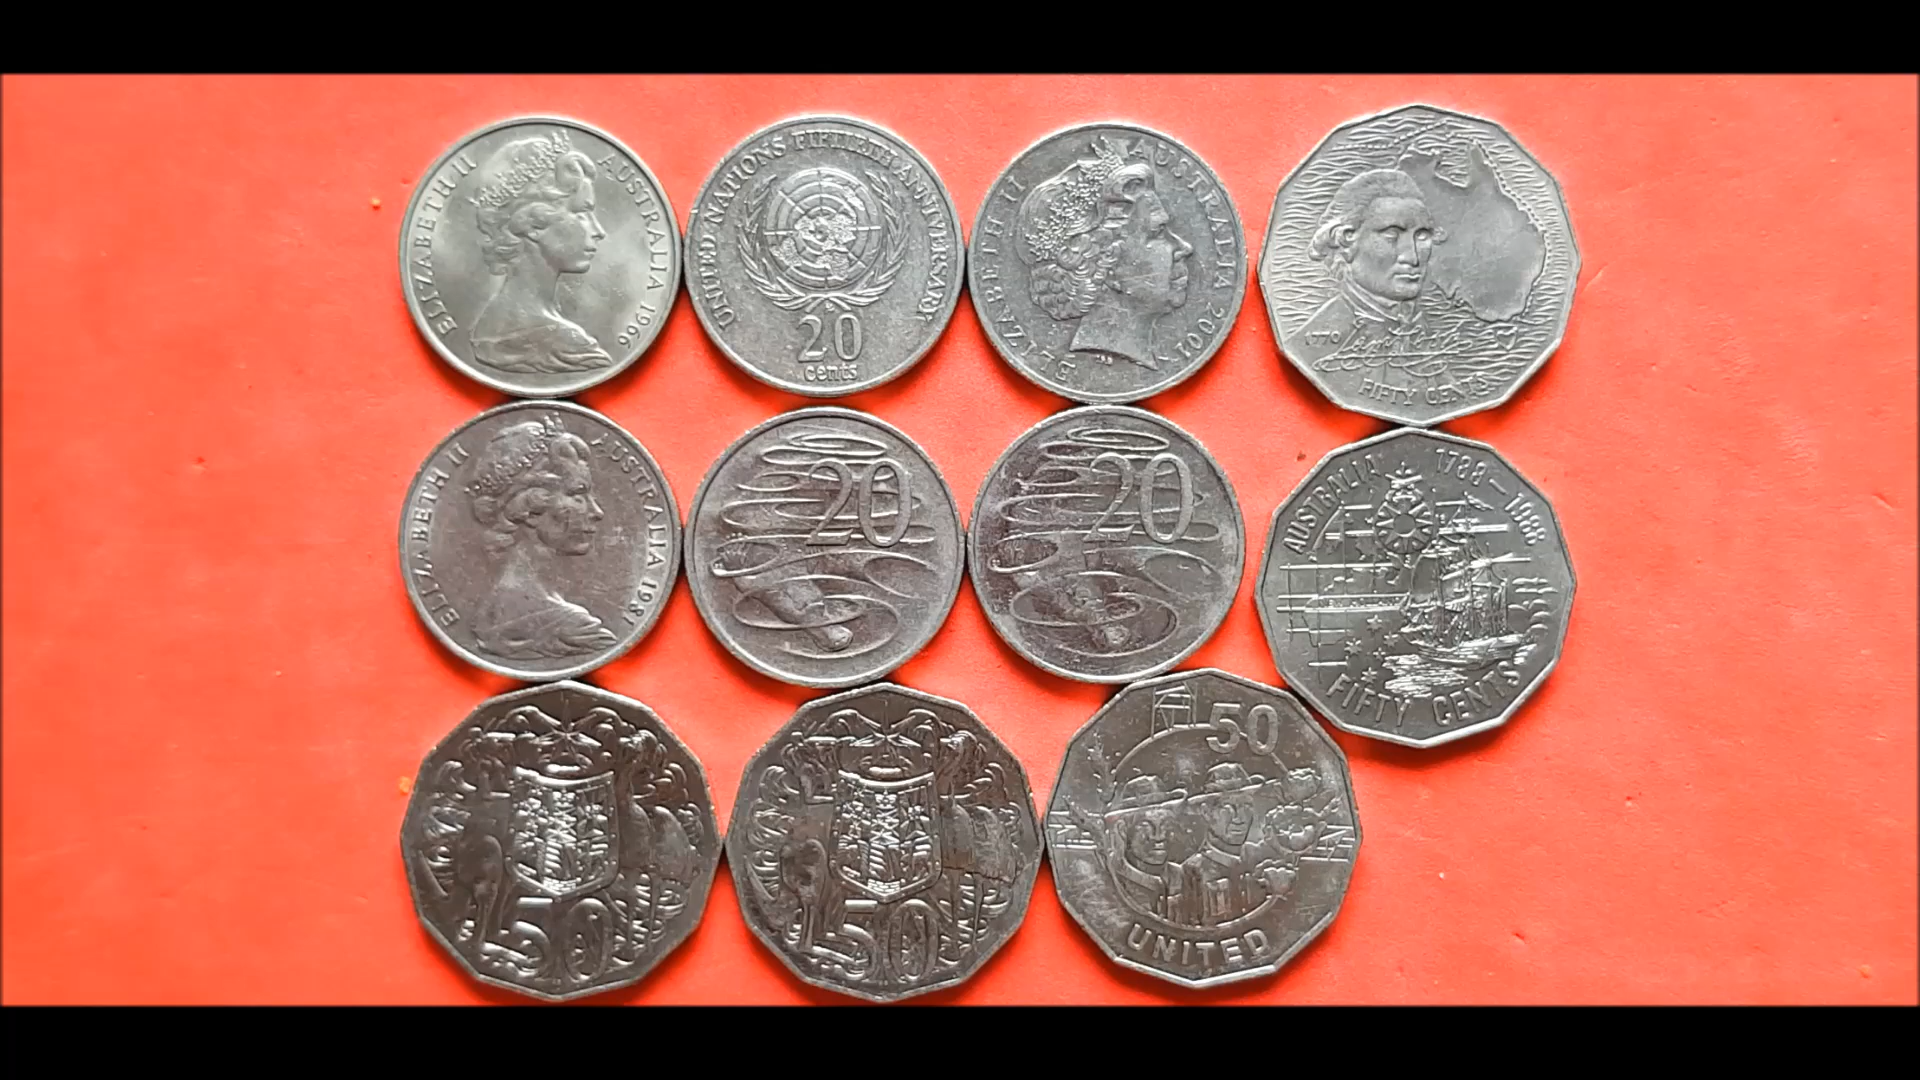 ELIZABETH II AUSTRALIA 1966
UNITED NATIONS FIFTIETH ANNIVERSARY
20
cents
ELIZABETH II AUSTRALIA 2001
1770
FIFTY CENTS
ELIZABETH II AUSTRALIA 1981
20
20
AUSTRALIA 1788-1988
FIFTY CENTS
50
50
50
UNITED